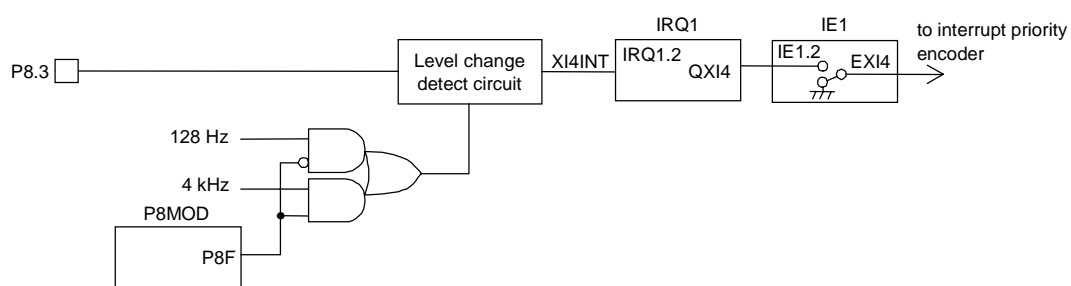 IRQ1
IE1
to interrupt priority
encoder
P8.3
Level change
detect circuit
XI4INT
IRQ1.2
QXI4
IE1.2
EXI4
128 Hz
4 kHz
P8MOD
P8F